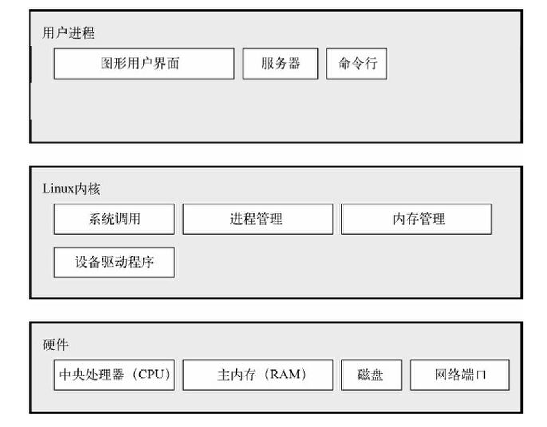 用户进程
图形用户界面 服务器 命令行
Linux内核
系统调用 进程管理 内存管理
设备驱动程序
硬件
中央处理器（CPU） 主内存（RAM） 磁盘 网络端口